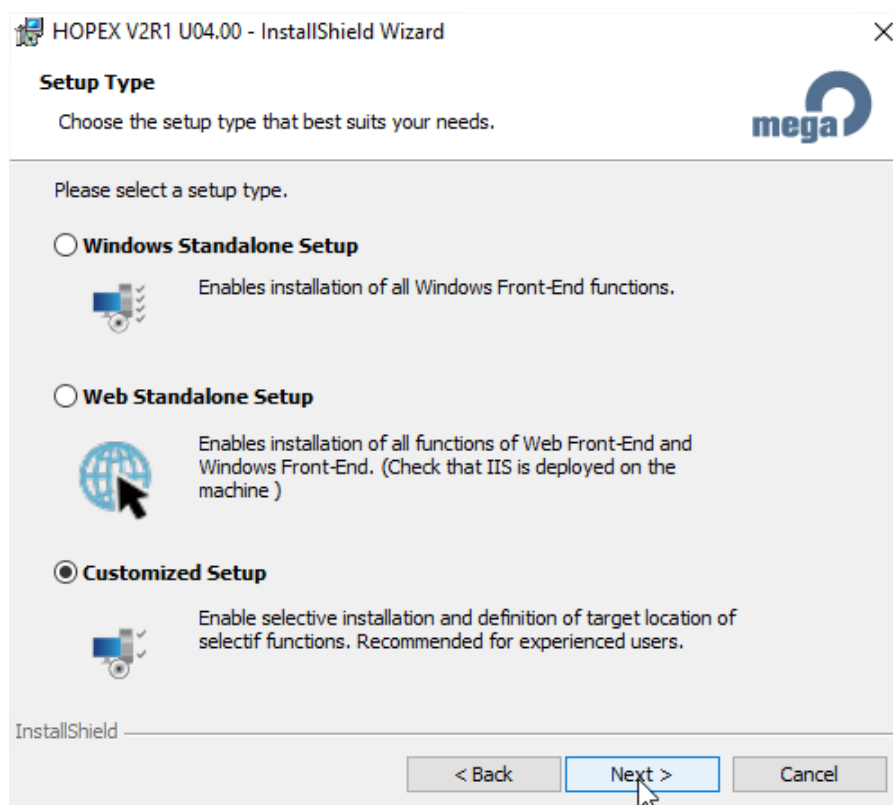 HOPEX V2R1 U04.00 - InstallShield Wizard
Setup Type
Choose the setup type that best suits your needs.
mega
Please select a setup type.
Windows Standalone Setup
Enables installation of all Windows Front-End functions.
Web Standalone Setup
Enables installation of all functions of Web Front-End and
Windows Front-End. (Check that IIS is deployed on the
machine )
Customized Setup
Enable selective installation and definition of target location of
selectif functions. Recommended for experienced users.
InstallShield
< Back
Next >
Cancel